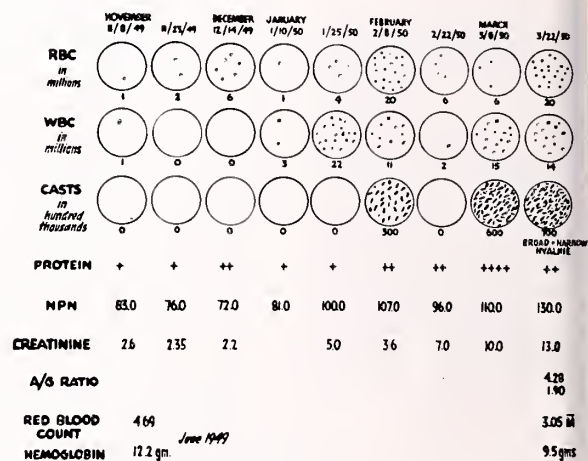 NOVEMBER DECEMBER JANUARY FEBRUARY MARCH
11/8/49 11/23/49 12/14/49 1/10/50 1/25/50 2/8/50 2/22/50 3/8/50 3/22/50
RBC
in
millions
1 2 6 1 4 20 6 6 20
WBC
in
millions
1 0 0 3 22 11 2 15 14
CASTS
in
hundred
thousands
0 0 0 0 0 300 0 600
BROAD + NARROW
HYALINE
PROTEIN + + ++ + + ++ ++ ++++ ++
NPN 83.0 76.0 72.0 81.0 100.0 107.0 96.0 110.0 130.0
CREATININE 2.6 2.35 2.2 5.0 3.6 7.0 10.0 13.0
A/G RATIO 4.28
1.90
RED BLOOD
COUNT 4.69 3.05 M
June 1949
HEMOGLOBIN 12.2 gm. 9.5 gms